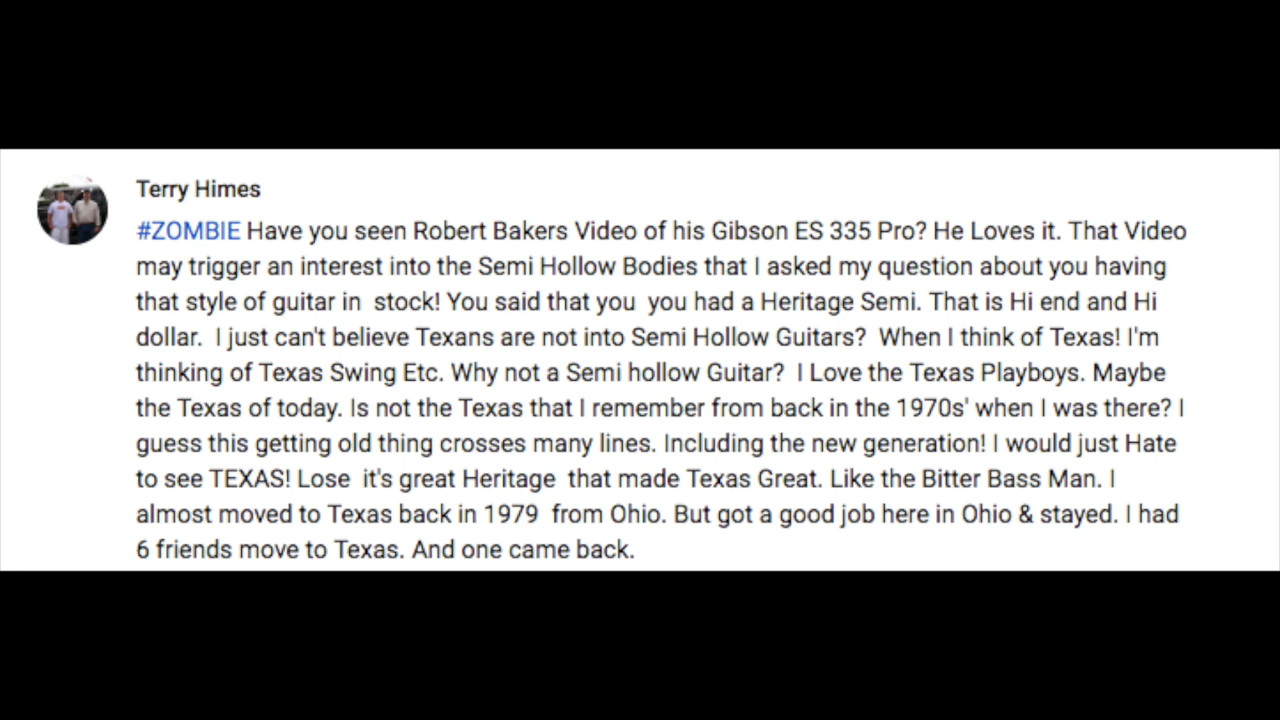 Terry Himes
#ZOMBIE Have you seen Robert Bakers Video of his Gibson ES 335 Pro? He Loves it. That Video
may trigger an interest into the Semi Hollow Bodies that I asked my question about you having
that style of guitar in  stock! You said that you  you had a Heritage Semi. That is Hi end and Hi
dollar.  I just can't believe Texans are not into Semi Hollow Guitars?  When I think of Texas! I'm
thinking of Texas Swing Etc. Why not a Semi hollow Guitar?  I Love the Texas Playboys. Maybe
the Texas of today. Is not the Texas that I remember from back in the 1970s' when I was there? I
guess this getting old thing crosses many lines. Including the new generation! I would just Hate
to see TEXAS! Lose  it's great Heritage  that made Texas Great. Like the Bitter Bass Man. I
almost moved to Texas back in 1979  from Ohio. But got a good job here in Ohio & stayed. I had
6 friends move to Texas. And one came back.